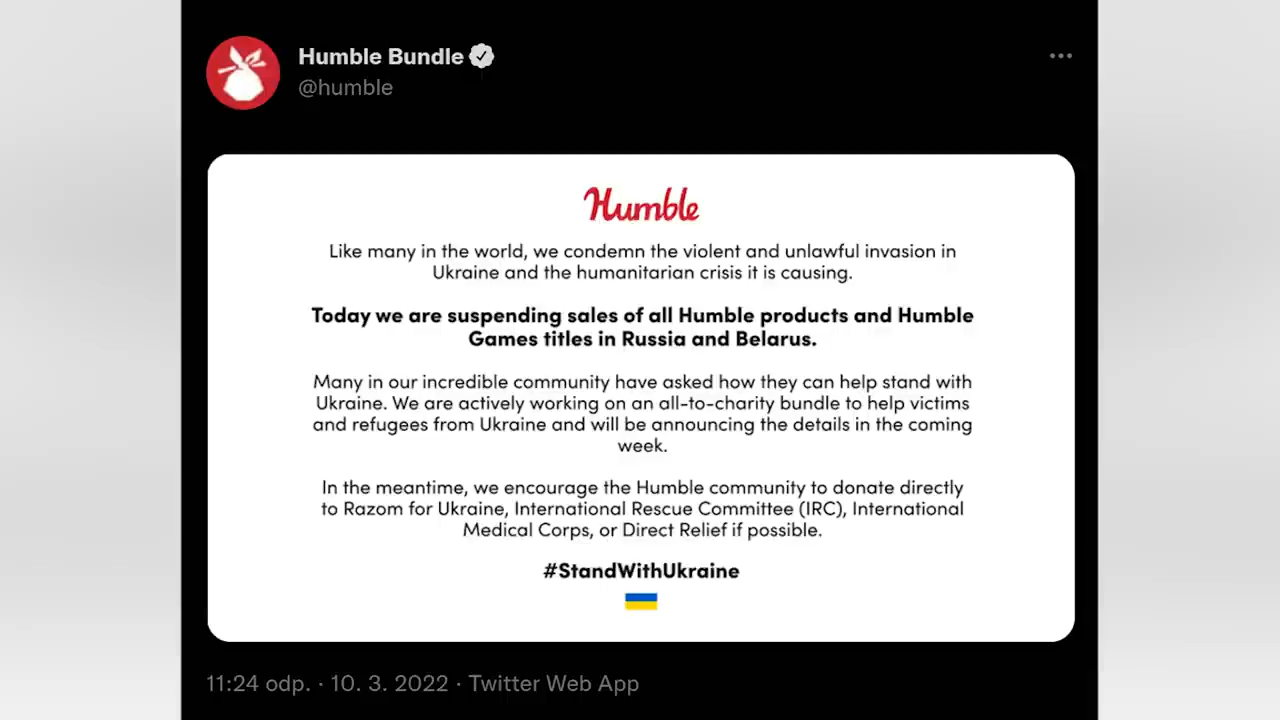 Humble Bundle
@humble
Humble
Like many in the world, we condemn the violent and unlawful invasion in
Ukraine and the humanitarian crisis it is causing.
Today we are suspending sales of all Humble products and Humble
Games titles in Russia and Belarus.
Many in our incredible community have asked how they can help stand with
Ukraine. We are actively working on an all-to-charity bundle to help victims
and refugees from Ukraine and will be announcing the details in the coming
week.
In the meantime, we encourage the Humble community to donate directly
to Razom for Ukraine, International Rescue Committee (IRC), International
Medical Corps, or Direct Relief if possible.
#StandWithUkraine
11:24 odp. · 10. 3. 2022 · Twitter Web App